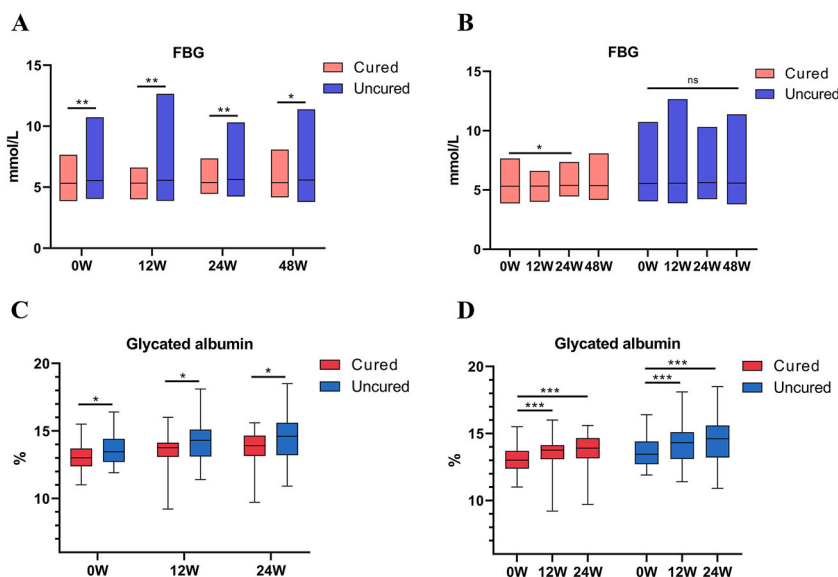 A
FBG
Cured
Uncured
15
10
5
0
mmol/L
** ** ** *
0W 12W 24W 48W
B
FBG
Cured
Uncured
15
10
5
0
mmol/L
* ns
0W 12W 24W 48W 0W 12W 24W 48W
C
Glycated albumin
Cured
Uncured
20
15
10
%
* * *
0W 12W 24W
D
Glycated albumin
Cured
Uncured
20
15
10
%
*** ***
*** ***
0W 12W 24W 0W 12W 24W